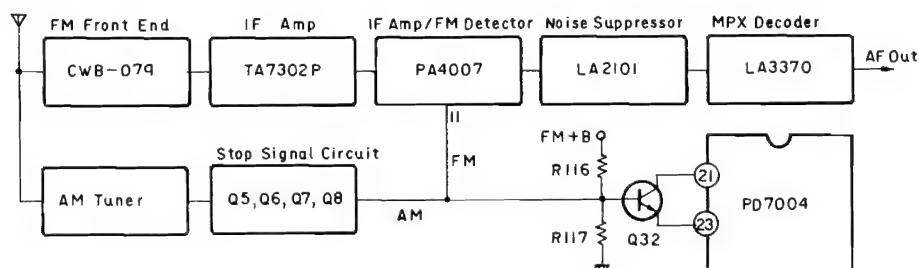 FM Front End
IF Amp
IF Amp/FM Detector
Noise Suppressor
MPX Decoder
CWB-079
TA7302P
PA4007
LA2101
LA3370
AF Out
11
Stop Signal Circuit
FM
FM+B
R116
AM Tuner
Q5, Q6, Q7, Q8
AM
21
PD7004
23
R117
Q32